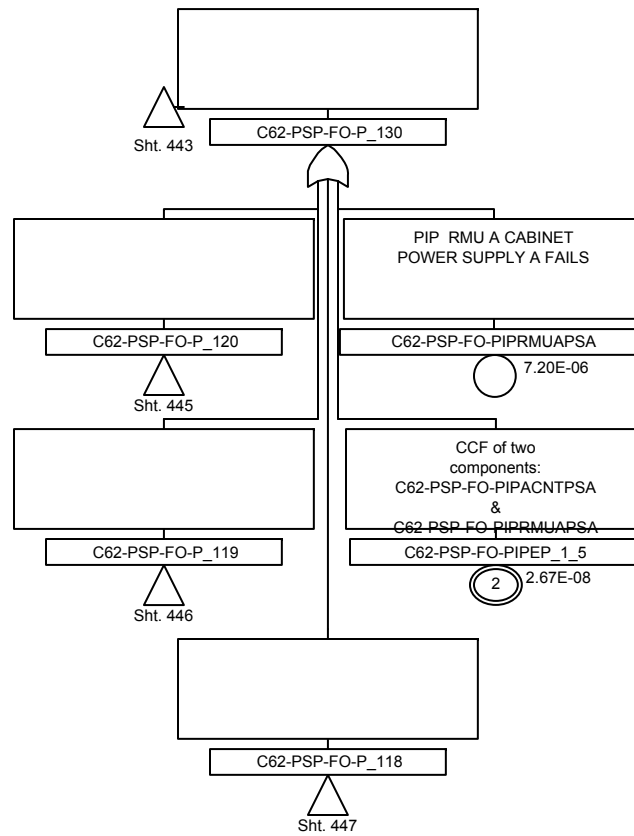 Sht. 443
C62-PSP-FO-P_130
C62-PSP-FO-P_120
Sht. 445
PIP RMU A CABINET
POWER SUPPLY A FAILS
C62-PSP-FO-PIPRMUAPSA
7.20E-06
C62-PSP-FO-P_119
Sht. 446
CCF of two
components:
C62-PSP-FO-PIPACNTPSA
&
C62-PSP-FO-PIPRMUAPSA
C62-PSP-FO-PIPEP_1_5
2
2.67E-08
C62-PSP-FO-P_118
Sht. 447